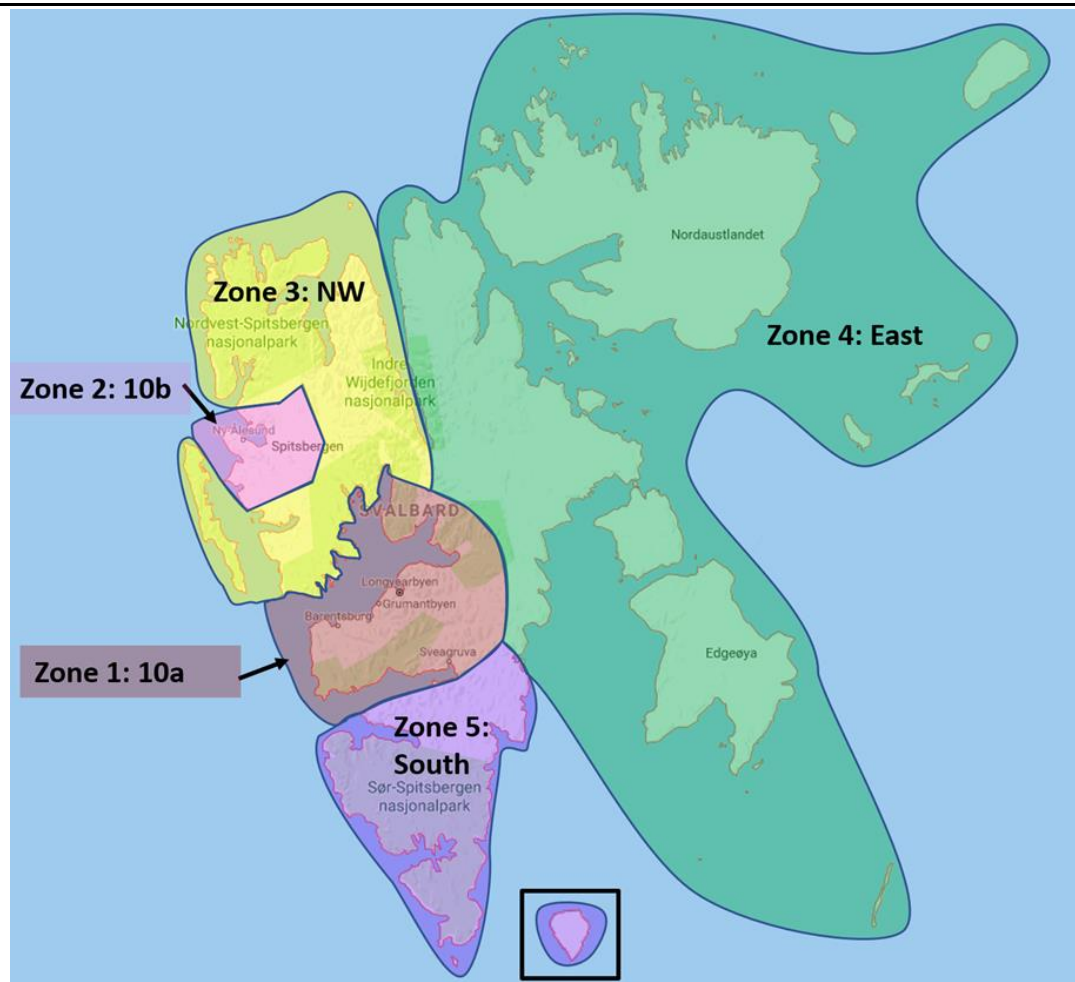 Nordaustlandet
Zone 3: NW
Nordvest-Spitsbergen
nasjonalpark
Zone 4: East
Indre
Wijdefjorden
nasjonalpark
Zone 2: 10b
Ny-Ålesund
Spitsbergen
SVALBARD
Longyearbyen
Grumantbyen
Barentsburg
Sveagruva
Edgeøya
Zone 1: 10a
Zone 5:
South
Sør-Spitsbergen
nasjonalpark